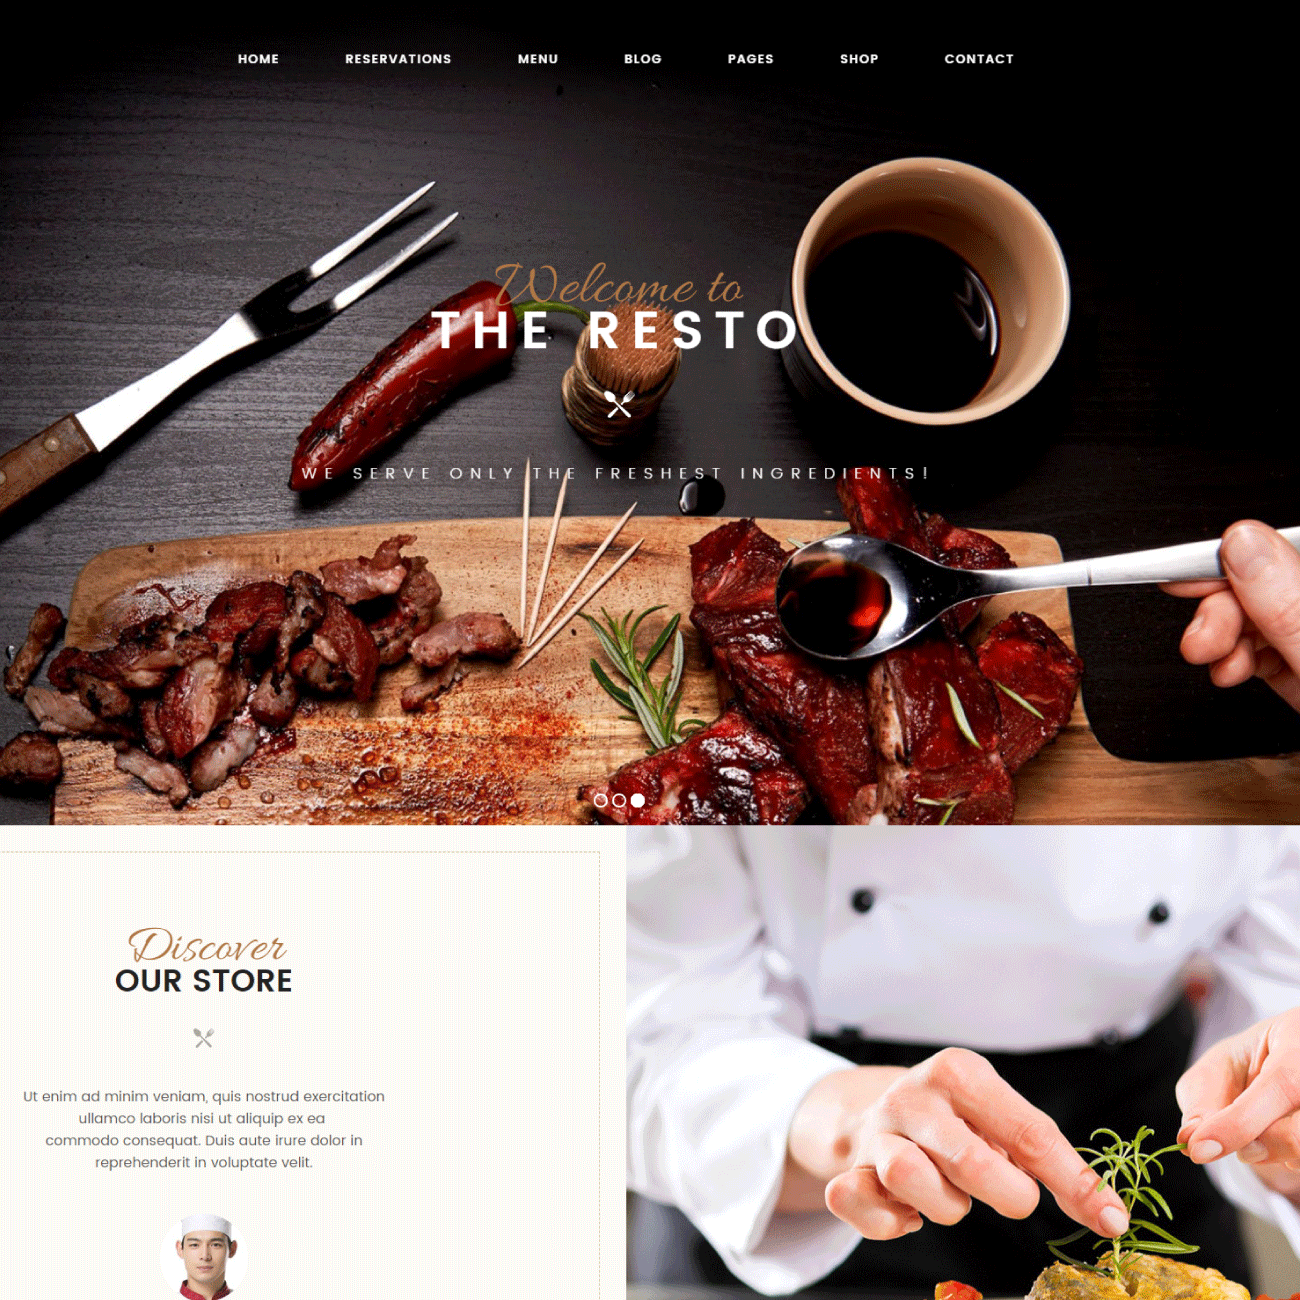 HOME RESERVATIONS MENU BLOG PAGES SHOP CONTACT
Welcome to
THE RESTO
WE SERVE ONLY THE FRESHEST INGREDIENTS!
Discover
OUR STORE
Ut enim ad minim veniam, quis nostrud exercitation
ullamco laboris nisi ut aliquip ex ea
commodo consequat. Duis aute irure dolor in
reprehenderit in voluptate velit.